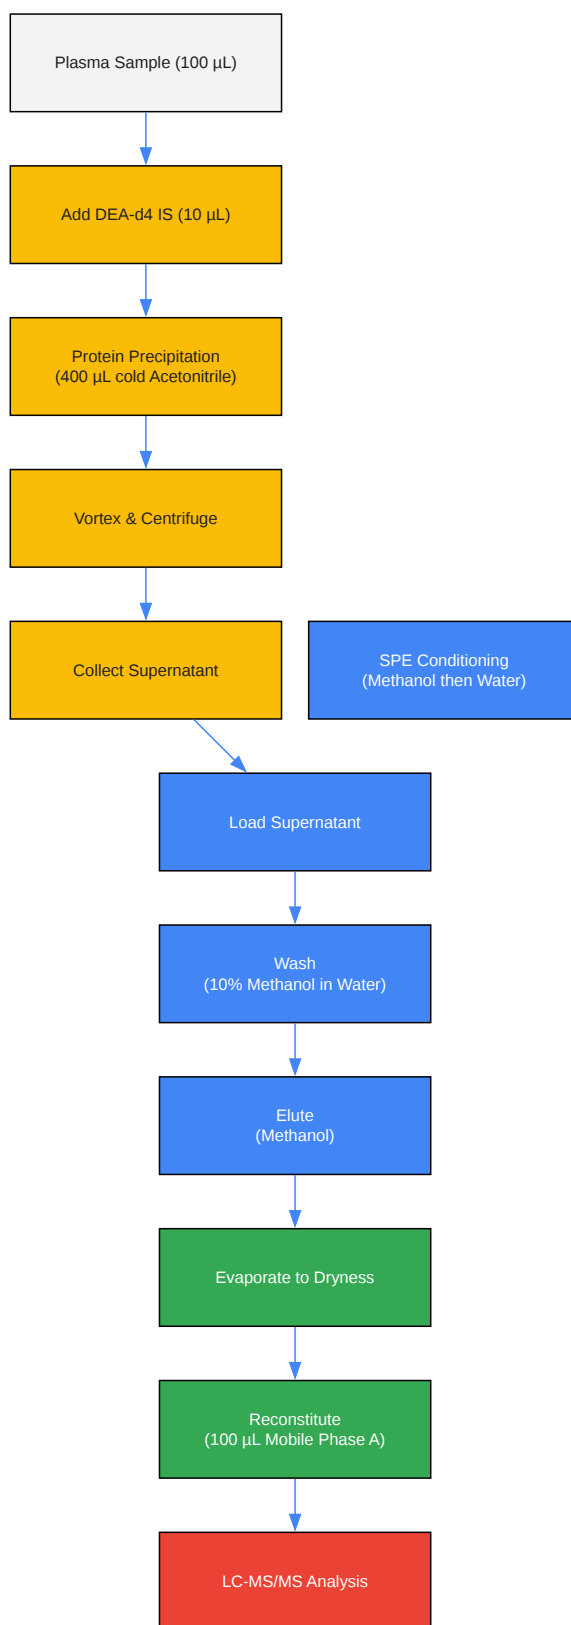 Plasma Sample (100 µL)
Add DEA-d4 IS (10 µL)
Protein Precipitation
(400 µL cold Acetonitrile)
Vortex & Centrifuge
Collect Supernatant
SPE Conditioning
(Methanol then Water)
Load Supernatant
Wash
(10% Methanol in Water)
Elute
(Methanol)
Evaporate to Dryness
Reconstitute
(100 µL Mobile Phase A)
LC-MS/MS Analysis